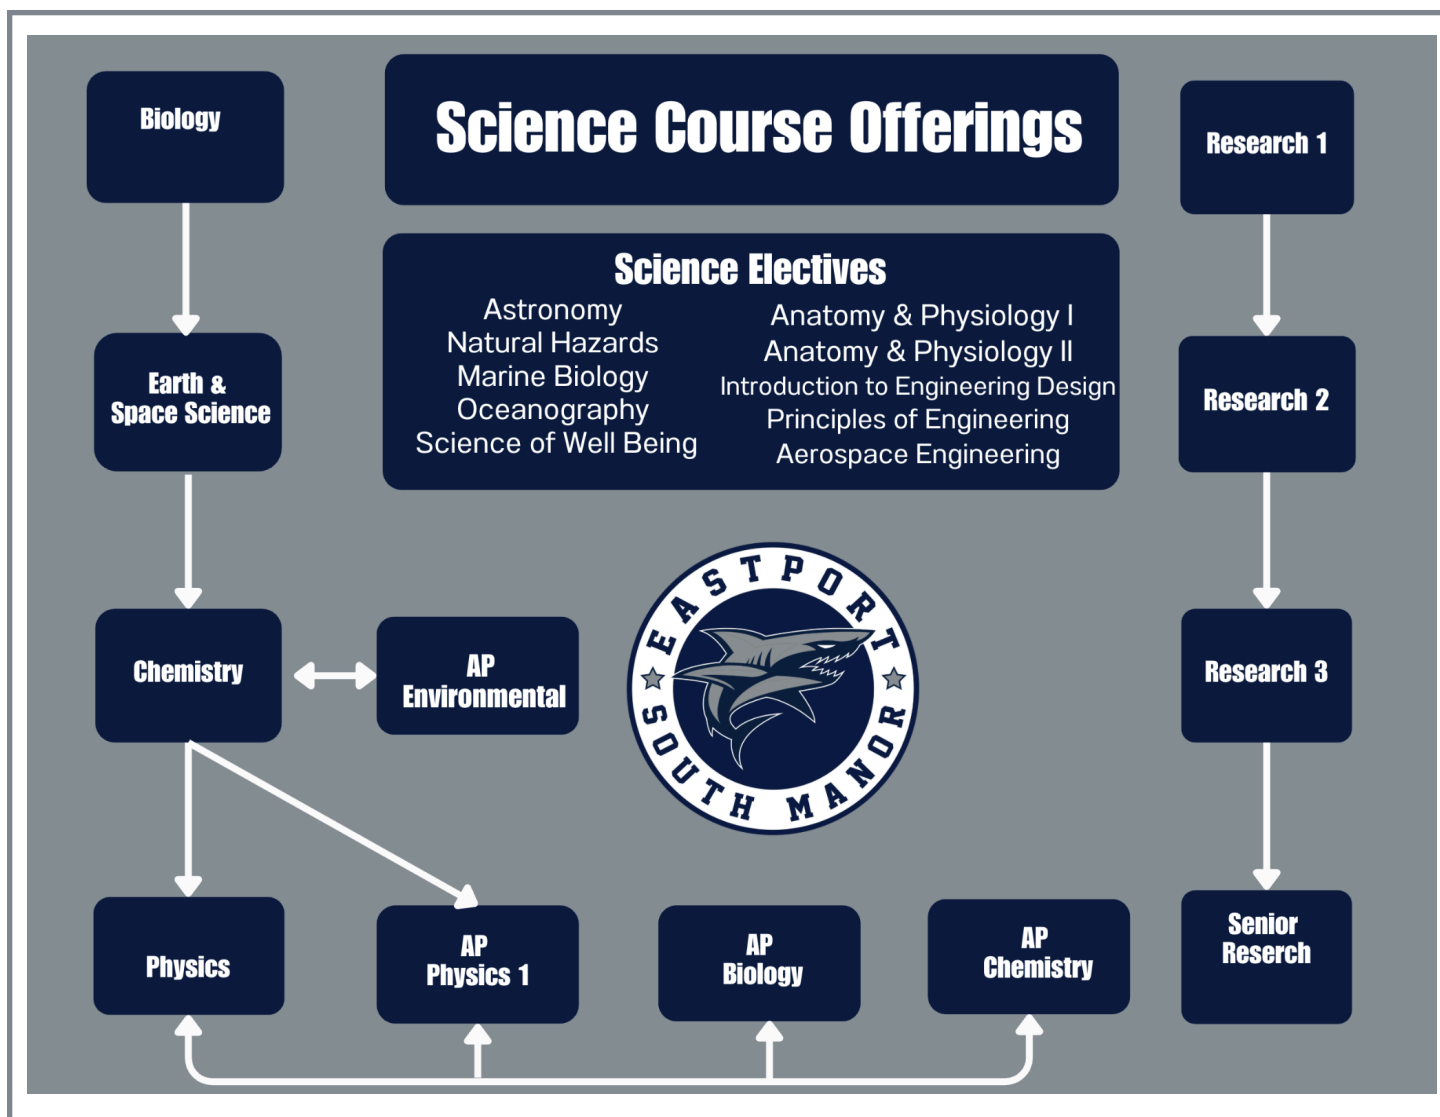 Science Course Offerings
Biology
Research 1
Science Electives
Astronomy
Natural Hazards
Marine Biology
Oceanography
Science of Well Being
Anatomy & Physiology I
Anatomy & Physiology II
Introduction to Engineering Design
Principles of Engineering
Aerospace Engineering
Earth &
Space Science
Research 2
Chemistry
AP
Environmental
EASTPORT
SOUTH MANOR
Research 3
Physics
AP
Physics 1
AP
Biology
AP
Chemistry
Senior
Reserch